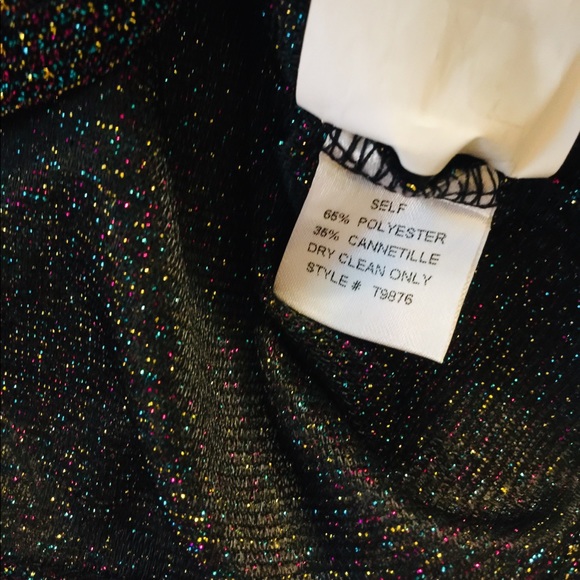 SELF
65% POLYESTER
35% CANNETILLE
DRY CLEAN ONLY
STYLE # T9876